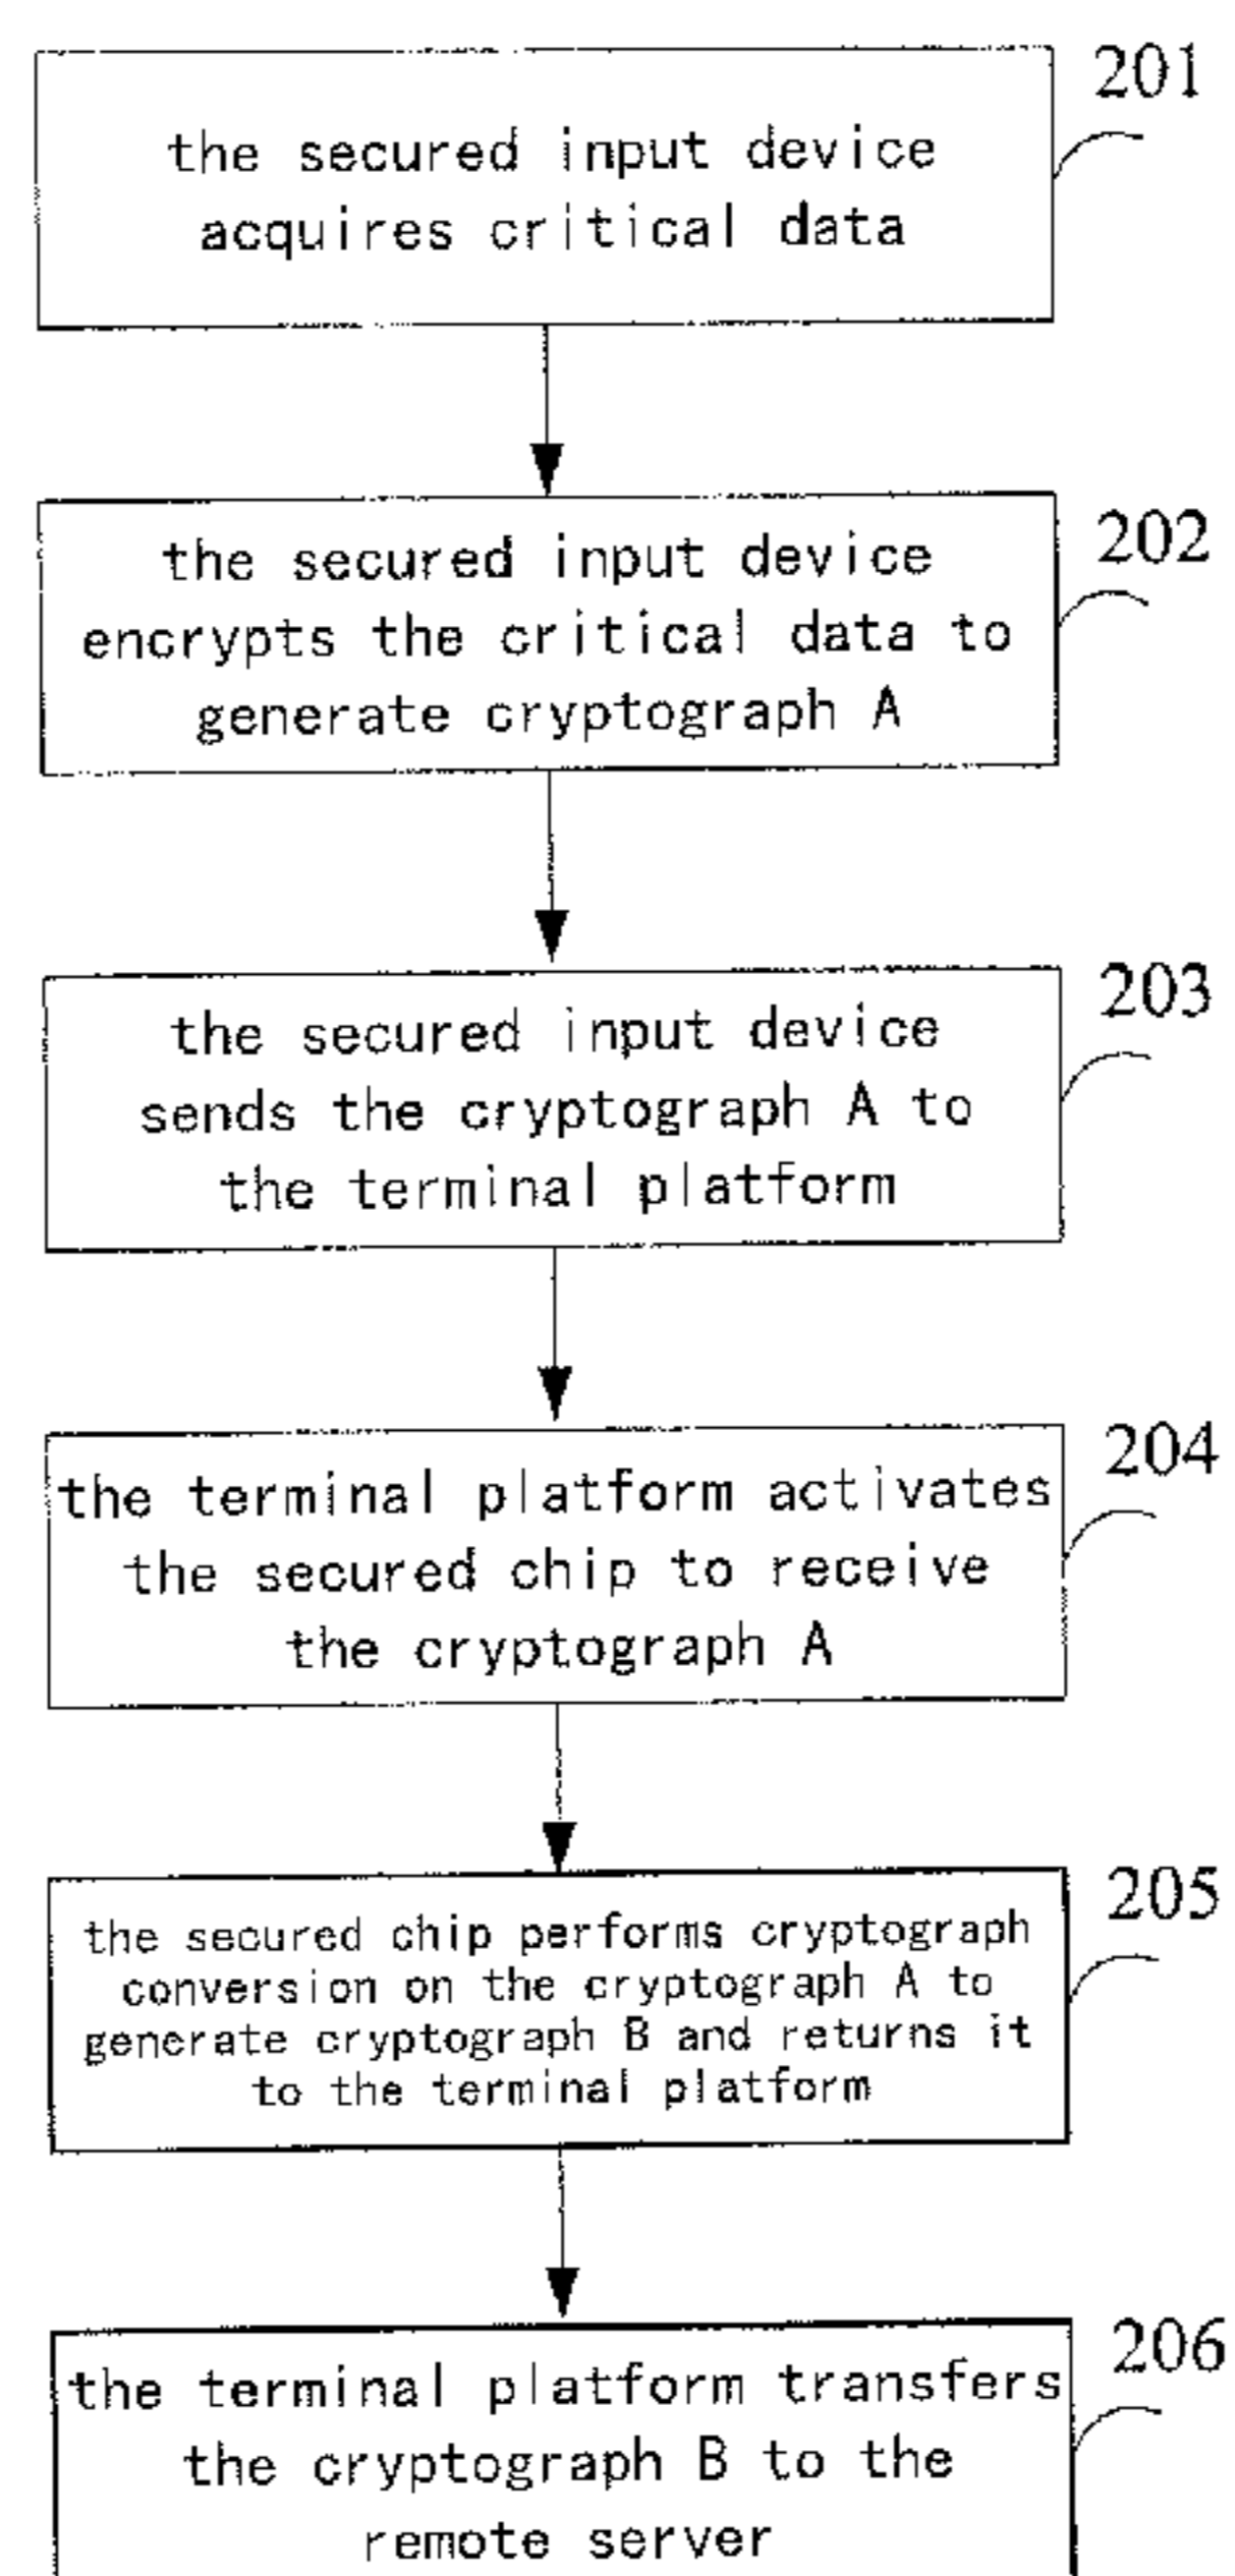 201
the secured input device
acquires critical data
202
the secured input device
encrypts the critical data to
generate cryptograph A
203
the secured input device
sends the cryptograph A to
the terminal platform
204
the terminal platform activates
the secured chip to receive
the cryptograph A
205
the secured chip performs cryptograph
conversion on the cryptograph A to
generate cryptograph B and returns it
to the terminal platform
206
the terminal platform transfers
the cryptograph B to the
remote server